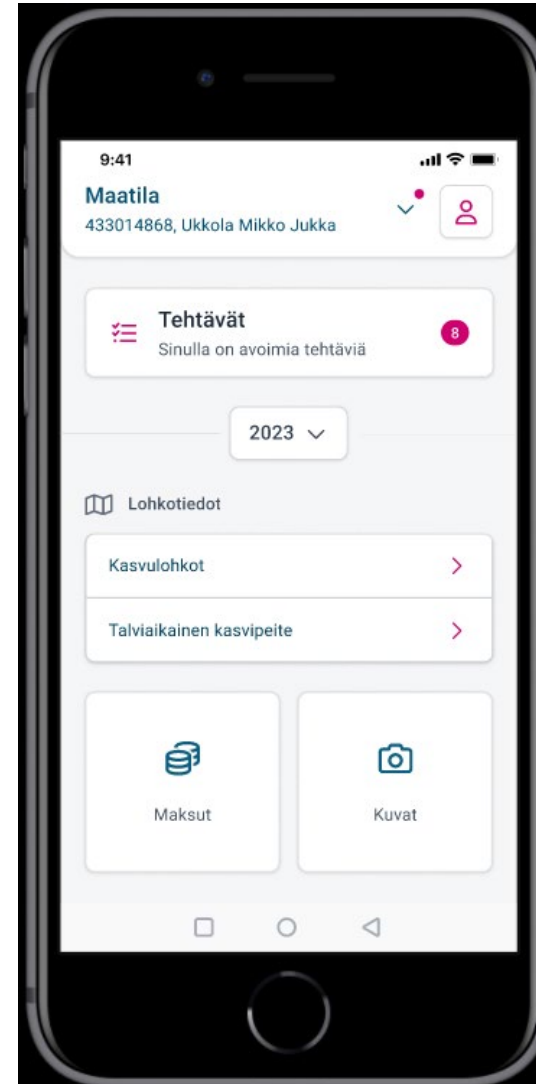 9:41
Maatila
433014868, Ukkola Mikko Jukka
Tehtävät
Sinulla on avoimia tehtäviä
8
2023
Lohkotiedot
Kasvulohkot
Talviaikainen kasvipeite
Maksut
Kuvat